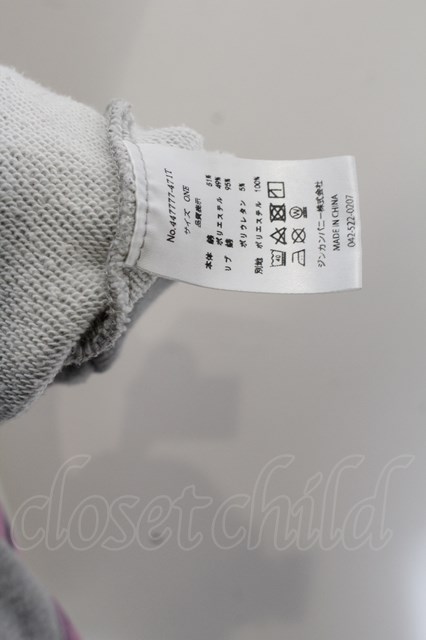 No.447777-471T
サイズ ONE
品質表示
本体 綿 51%
ポリエステル 49%
リブ 綿 95%
ポリウレタン 5%
別地 ポリエステル 100%
40
W
ジンカンパニー株式会社
MADE IN CHINA
042-522-0207
closet child